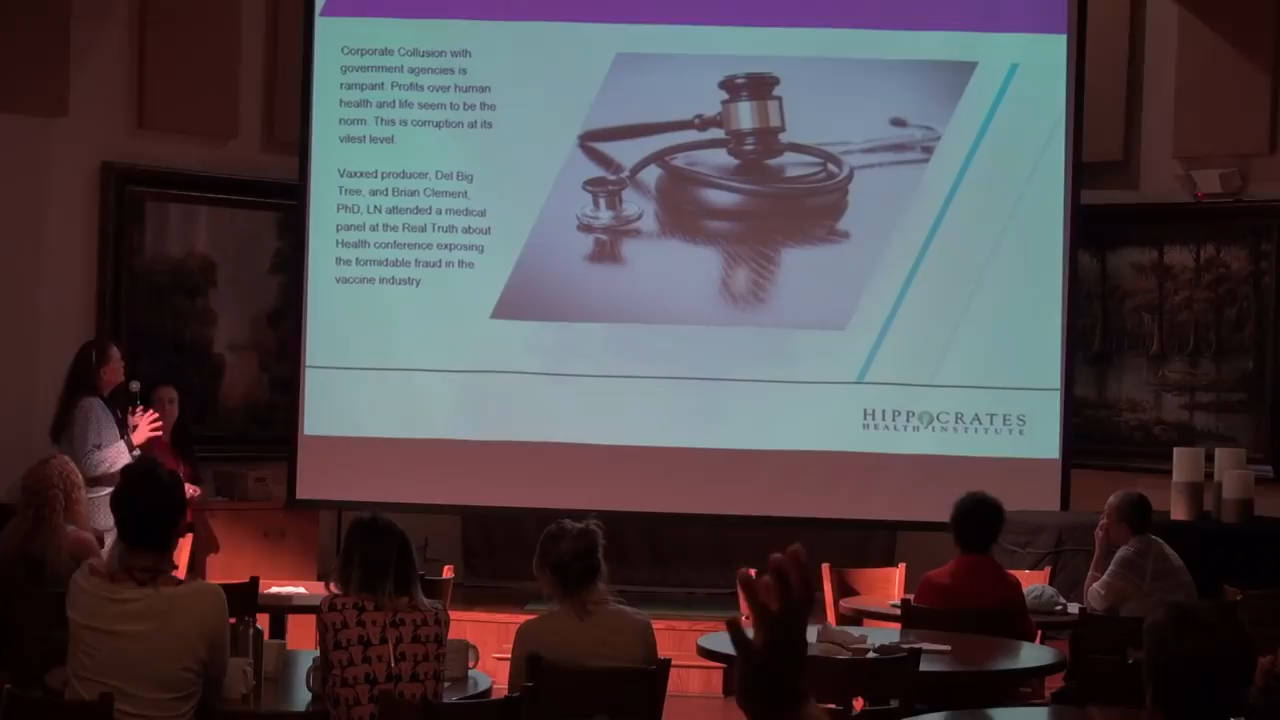 Corporate Collusion with
government agencies is
rampant. Profits over human
health and life seem to be the
norm. This is corruption at its
vilest level.
Vaxxed producer, Del Big
Tree, and Brian Clement,
PhD, LN attended a medical
panel at the Real Truth about
Health conference exposing
the formidable fraud in the
vaccine industry.
HIPPOCRATES
HEALTH INSTITUTE